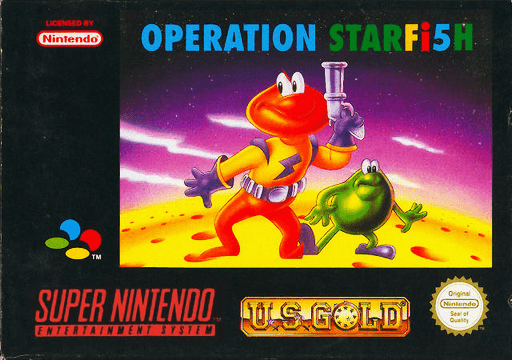 LICENSED BY
Nintendo
OPERATION STARFi5H
TM
SUPER NINTENDO
ENTERTAINMENT SYSTEM
U.S. GOLD
Original
Nintendo
Seal of
Quality